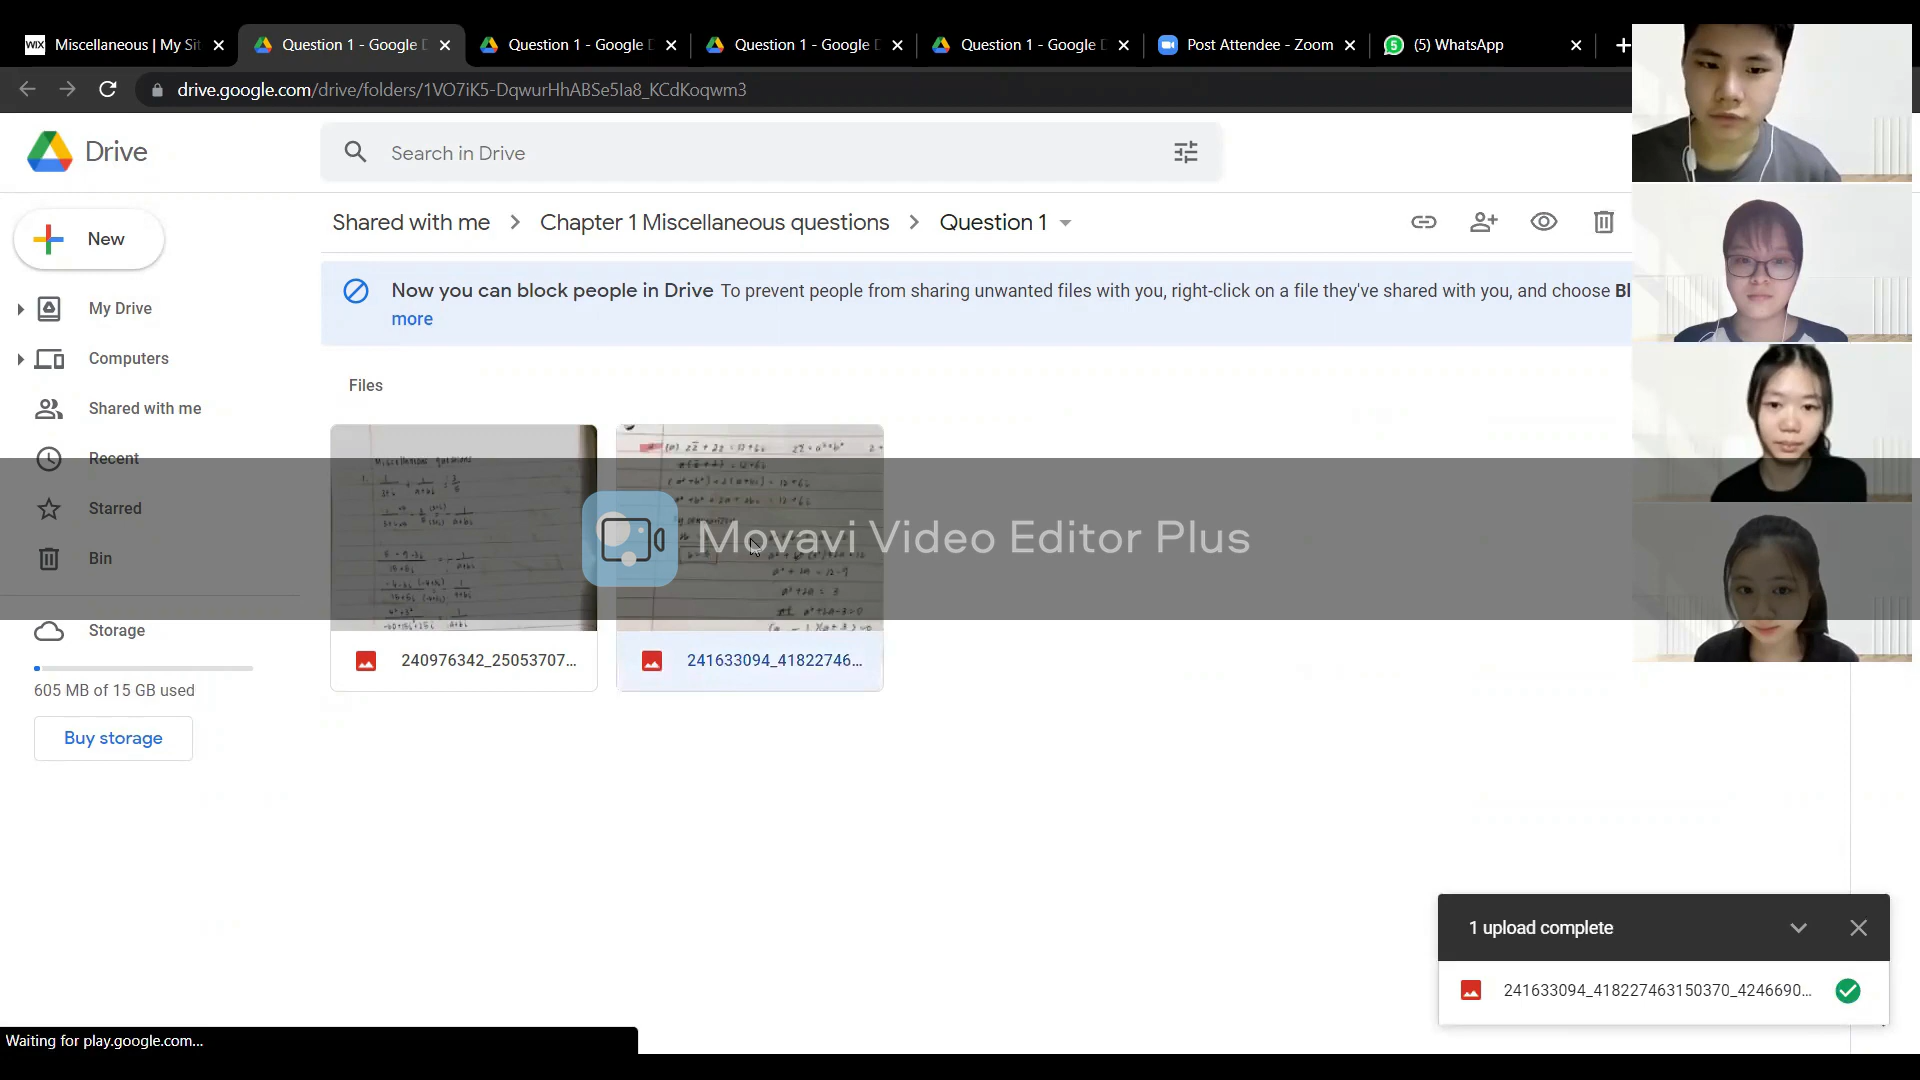 WIX Miscellaneous | My Sit
Question 1 - Google D
Question 1 - Google D
Question 1 - Google D
Question 1 - Google D
Post Attendee - Zoom
5 (5) WhatsApp
drive.google.com/drive/folders/1VO7iK5-DqwurHhABSe5Ia8_KCdKoqwm3
Drive
Search in Drive
New
Shared with me
Chapter 1 Miscellaneous questions
Question 1
Now you can block people in Drive To prevent people from sharing unwanted files with you, right-click on a file they've shared with you, and choose Bl
more
My Drive
Computers
Shared with me
Recent
Starred
Bin
Storage
605 MB of 15 GB used
Buy storage
Files
Miscellaneous questions
240976342_25053707...
241633094_41822746...
Movavi Video Editor Plus
1 upload complete
241633094_418227463150370_4246690...
Waiting for play.google.com...